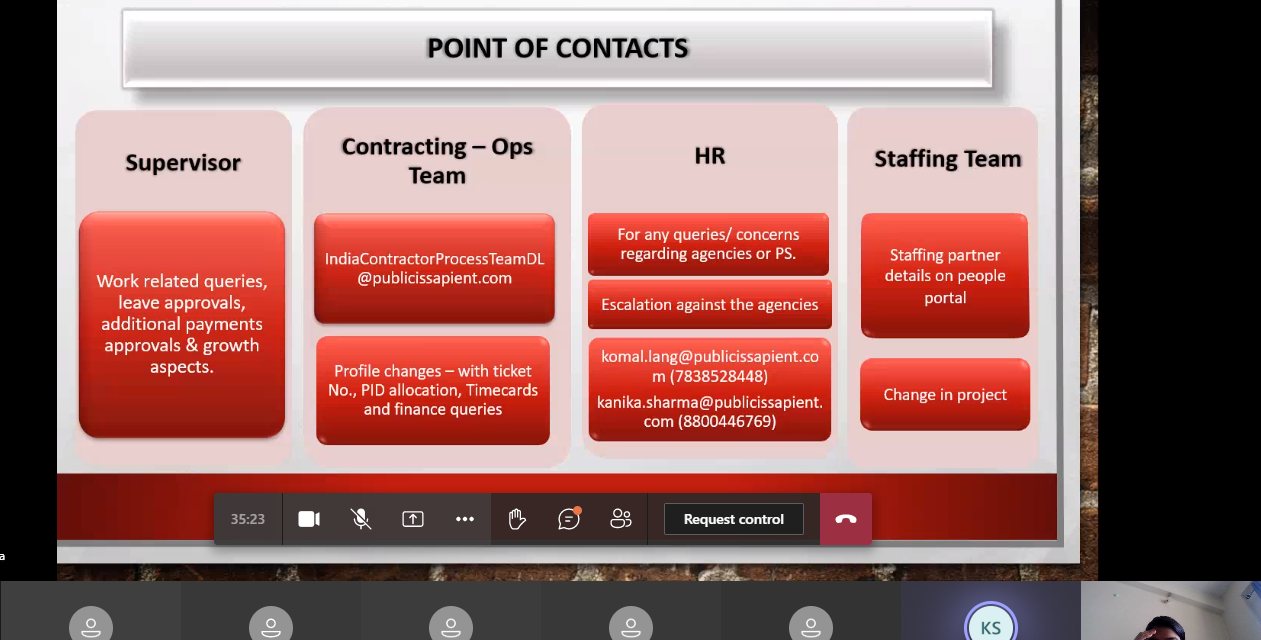 POINT OF CONTACTS
Supervisor
Work related queries,
leave approvals,
additional payments
approvals & growth
aspects.
Contracting – Ops
Team
IndiaContractorProcessTeamDL
@publicissapient.com
Profile changes – with ticket
No., PID allocation, Timecards
and finance queries
HR
For any queries/ concerns
regarding agencies or PS.
Escalation against the agencies
komal.lang@publicissapient.co
m (7838528448)
kanika.sharma@publicissapient.
com (8800446769)
Staffing Team
Staffing partner
details on people
portal
Change in project
35:23
Request control
a
KS